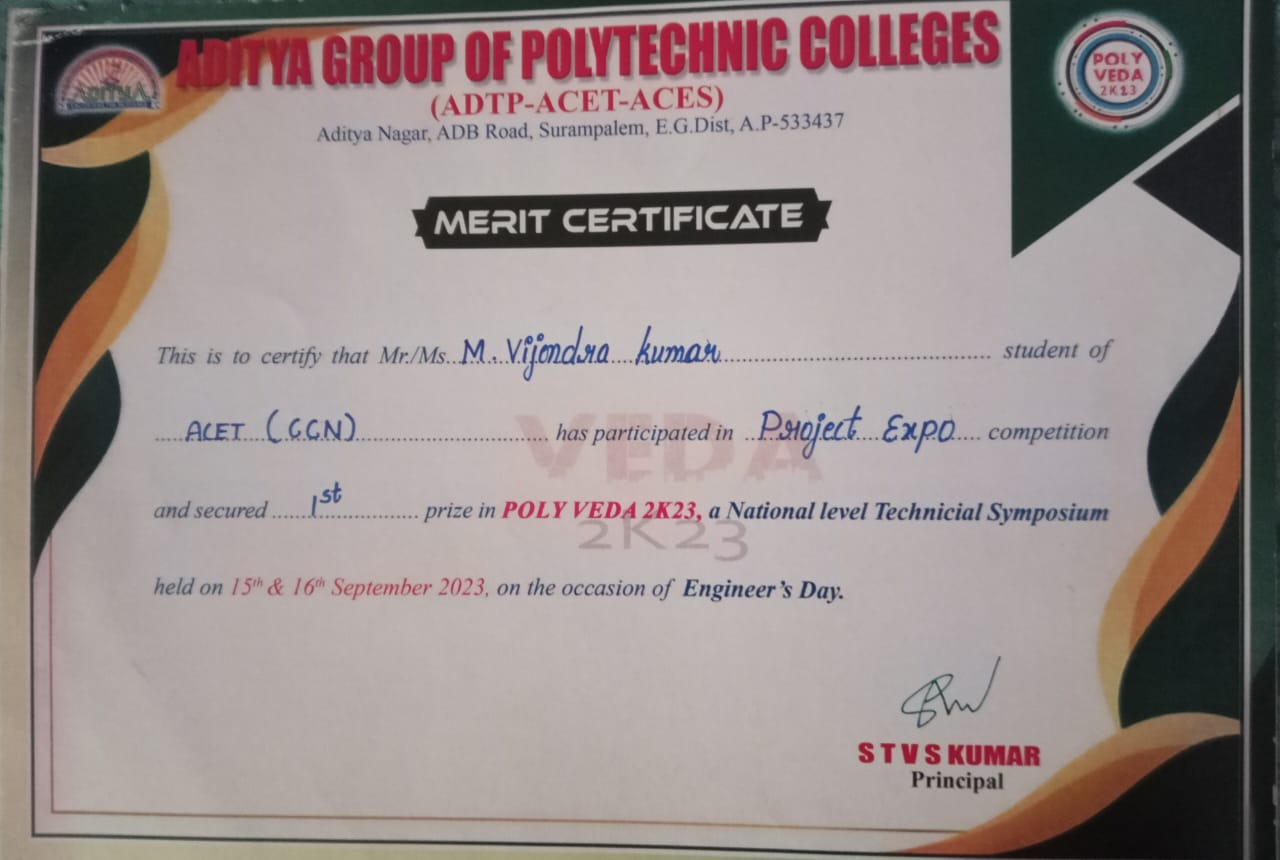 ADITYA GROUP OF POLYTECHNIC COLLEGES
(ADTP-ACET-ACES)
Aditya Nagar, ADB Road, Surampalem, E.G.Dist, A.P-533437
ADITYA
POLY
VEDA
2K23
MERIT CERTIFICATE
This is to certify that Mr./Ms. M. Vijendra kumar student of
ACET (CCN) has participated in Project Expo competition
and secured 1st prize in POLY VEDA 2K23, a National level Technicial Symposium
held on 15th & 16th September 2023, on the occasion of Engineer's Day.
VEDA
2K23
S T V S KUMAR
Principal